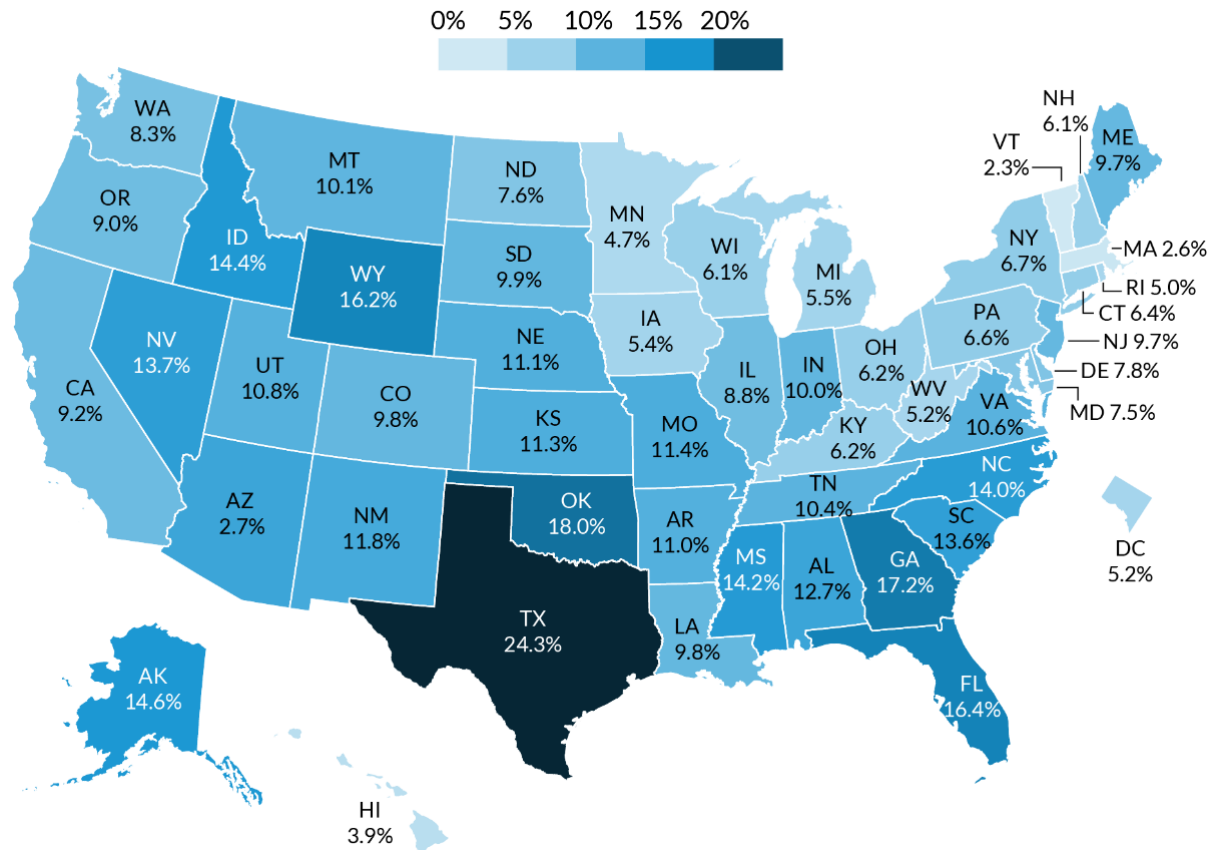 0% 5% 10% 15% 20%
WA
8.3%
OR
9.0%
CA
9.2%
NV
13.7%
ID
14.4%
MT
10.1%
WY
16.2%
UT
10.8%
CO
9.8%
AZ
2.7%
NM
11.8%
ND
7.6%
SD
9.9%
NE
11.1%
KS
11.3%
OK
18.0%
TX
24.3%
MN
4.7%
IA
5.4%
MO
11.4%
AR
11.0%
LA
9.8%
WI
6.1%
IL
8.8%
MI
5.5%
IN
10.0%
OH
6.2%
KY
6.2%
WV
5.2%
TN
10.4%
MS
14.2%
AL
12.7%
GA
17.2%
FL
16.4%
SC
13.6%
NC
14.0%
VA
10.6%
PA
6.6%
NY
6.7%
VT
2.3%
NH
6.1%
ME
9.7%
MA 2.6%
RI 5.0%
CT 6.4%
NJ 9.7%
DE 7.8%
MD 7.5%
DC
5.2%
AK
14.6%
HI
3.9%